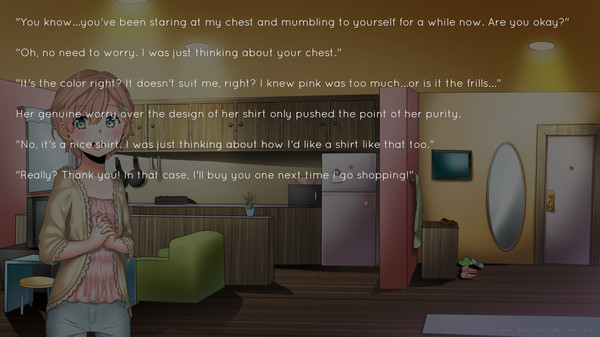 "You know...you've been staring at my chest and mumbling to yourself for a while now. Are you okay?"
"Oh, no need to worry. I was just thinking about your chest."
"It's the color right? It doesn't suit me, right? I knew pink was too much...or is it the frills..."
Her genuine worry over the design of her shirt only pushed the point of her purity.
"No, it's a nice shirt. I was just thinking about how I'd like a shirt like that too."
"Really? Thank you! In that case, I'll buy you one next time I go shopping!"